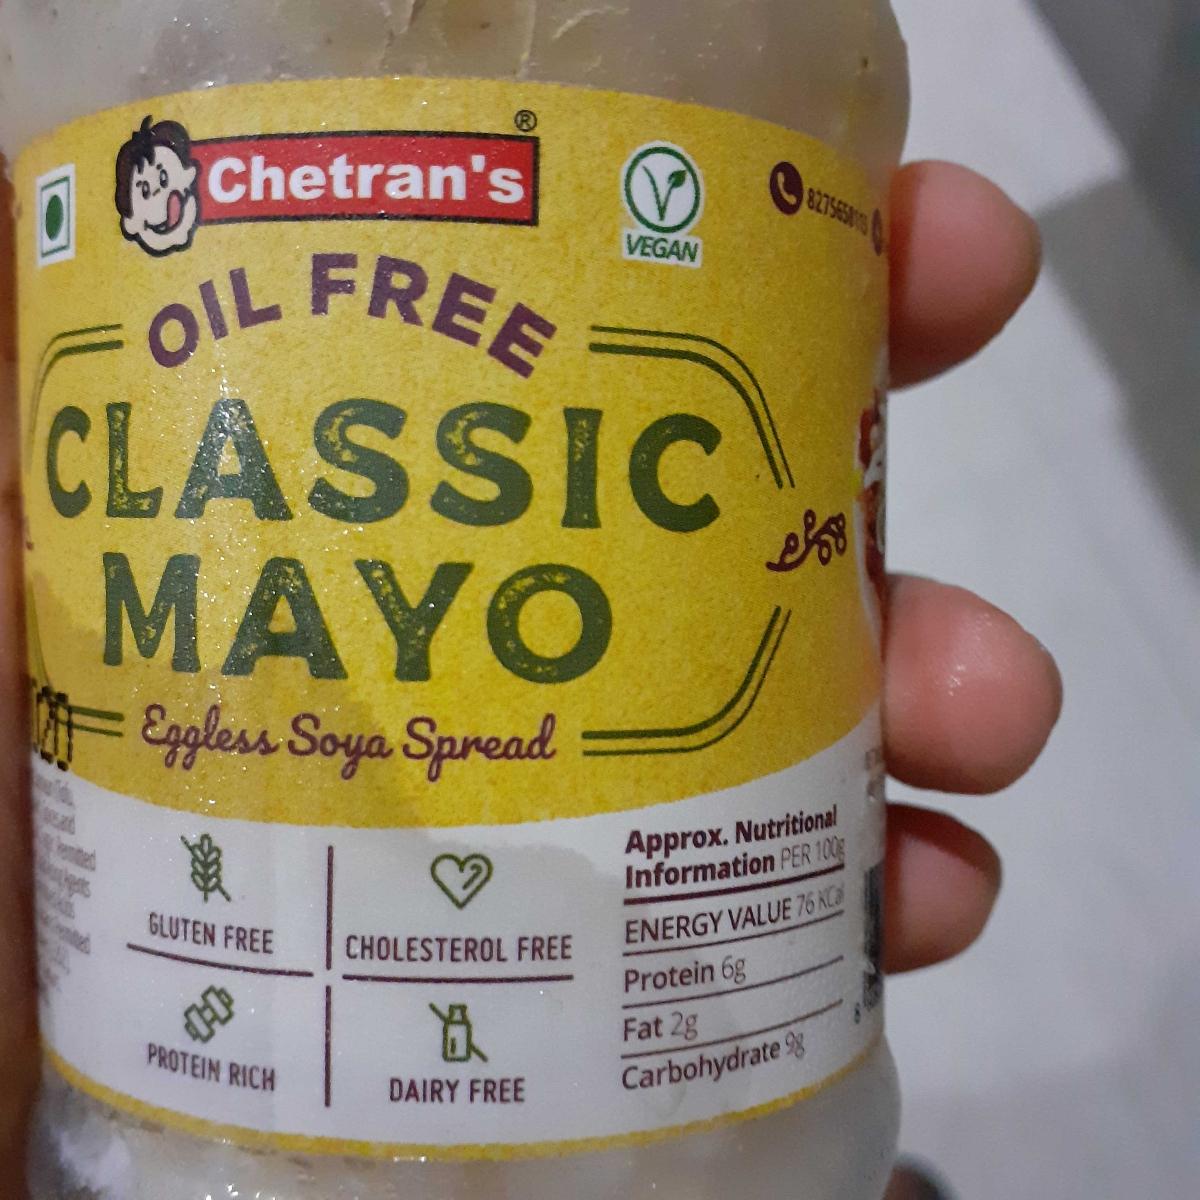 Chetran's®
VEGAN
OIL FREE
CLASSIC
MAYO
Eggless Soya Spread
GLUTEN FREE
CHOLESTEROL FREE
PROTEIN RICH
DAIRY FREE
Approx. Nutritional
Information PER 100g
ENERGY VALUE 76 KCal
Protein 6g
Fat 2g
Carbohydrate 9g